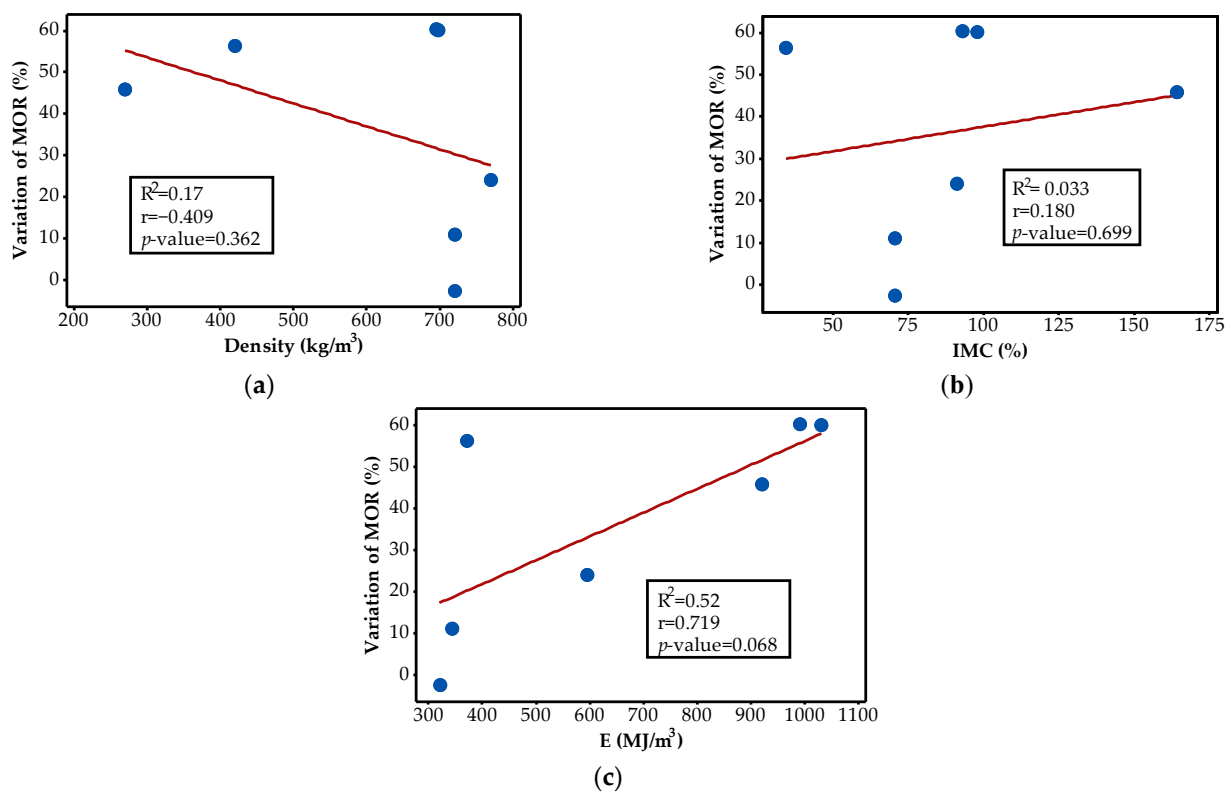 60
50
40
30
20
10
0
Variation of MOR (%)
R²=0.17
r=−0.409
p-value=0.362
200 300 400 500 600 700 800
Density (kg/m³)
(a)
60
50
40
30
20
10
0
Variation of MOR (%)
R²= 0.033
r=0.180
p-value=0.699
50 75 100 125 150 175
IMC (%)
(b)
60
50
40
30
20
10
0
Variation of MOR (%)
R²=0.52
r=0.719
p-value=0.068
300 400 500 600 700 800 900 1000 1100
E (MJ/m³)
(c)